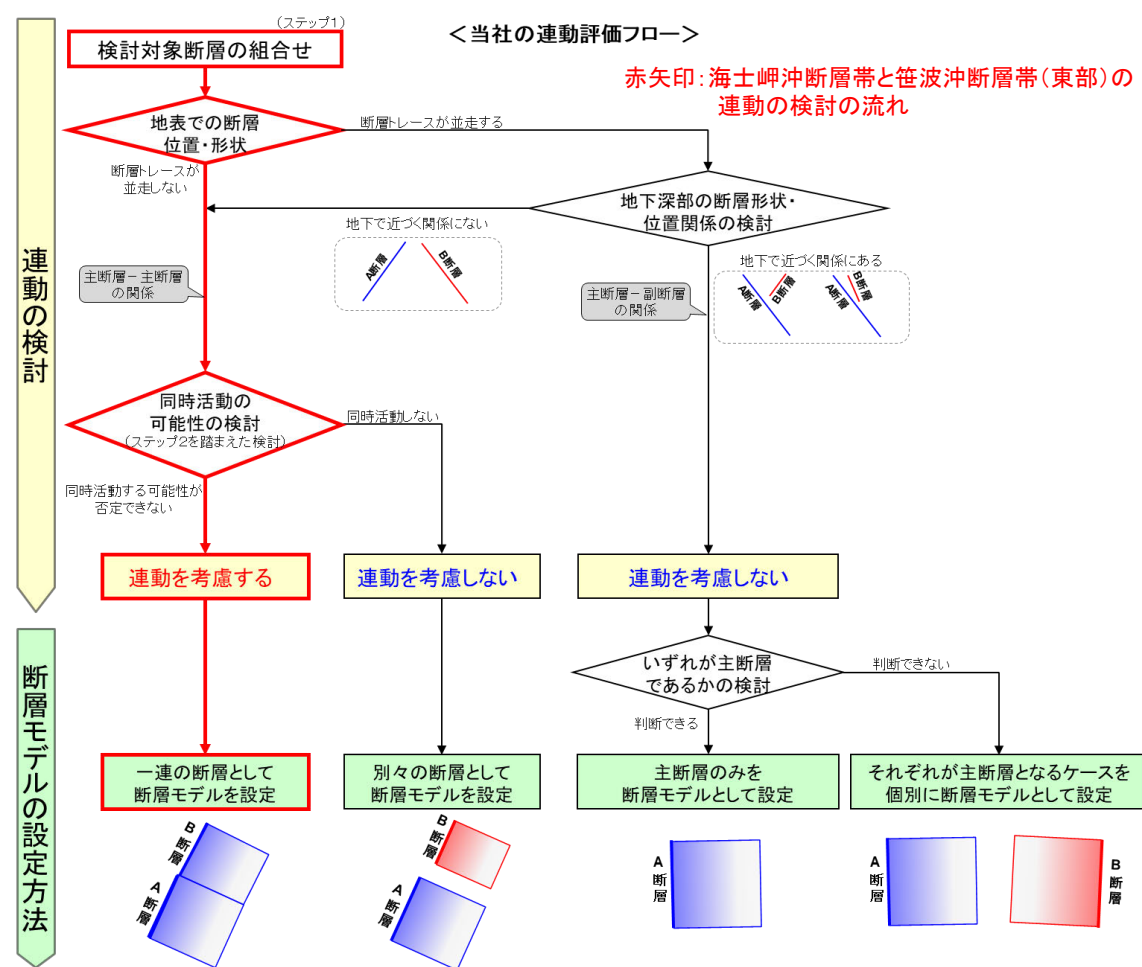 (ステップ1)
＜当社の連動評価フロー＞
検討対象断層の組合せ
赤矢印：海士岬沖断層帯と笹波沖断層帯(東部)の
連動の検討の流れ
地表での断層
位置・形状
断層トレースが並走する
断層トレースが
並走しない
地下深部の断層形状・
位置関係の検討
地下で近づく関係にない
A断層
B断層
地下で近づく関係にある
A断層
B断層
A断層
B断層
主断層－主断層
の関係
主断層－副断層
の関係
連動の検討
同時活動の
可能性の検討
(ステップ2を踏まえた検討)
同時活動しない
同時活動する可能性が
否定できない
連動を考慮する
連動を考慮しない
連動を考慮しない
いずれが主断層
であるかの検討
判断できない
判断できる
断層モデルの設定方法
一連の断層として
断層モデルを設定
別々の断層として
断層モデルを設定
主断層のみを
断層モデルとして設定
それぞれが主断層となるケースを
個別に断層モデルとして設定
B断層
A断層
B断層
A断層
A断層
A断層
B断層